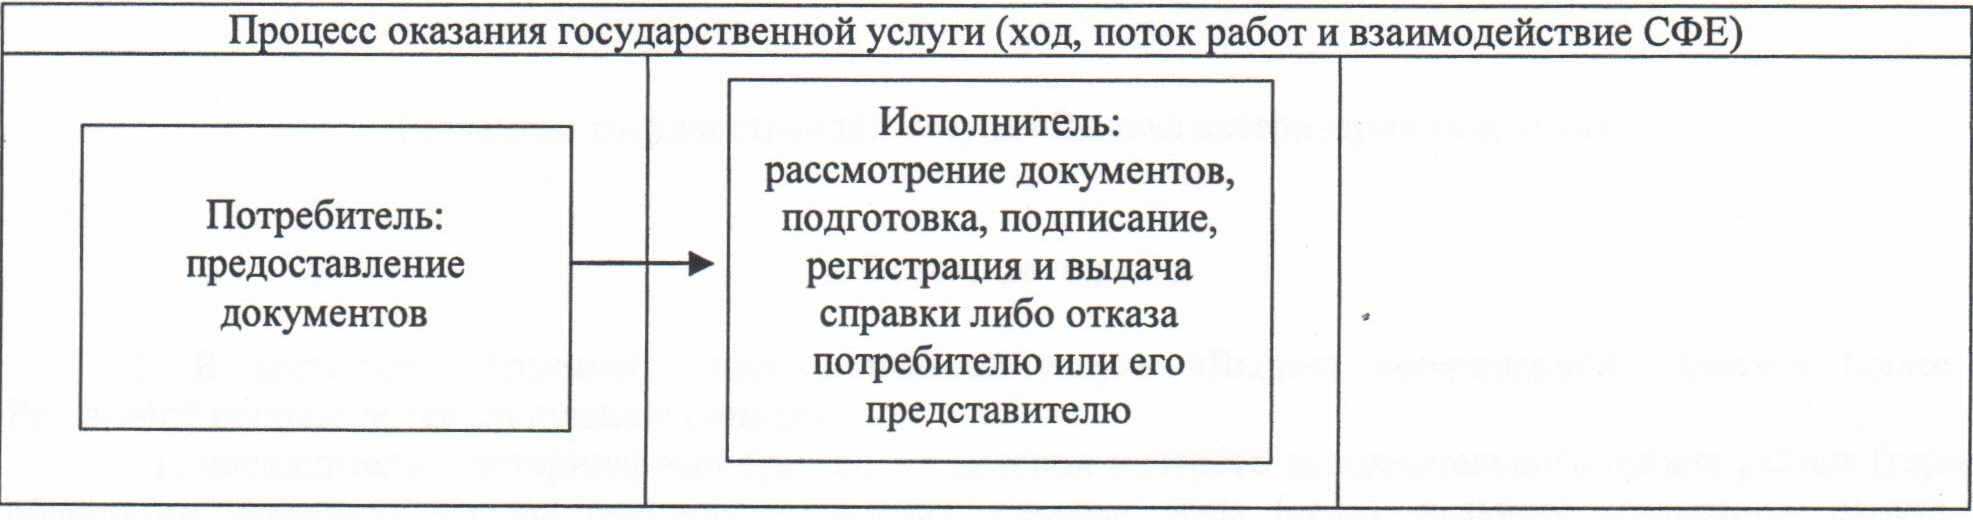 Процесс оказания государственной услуги (ход, поток работ и взаимодействие СФЕ)
Потребитель:
предоставление
документов
Исполнитель:
рассмотрение документов,
подготовка, подписание,
регистрация и выдача
справки либо отказа
потребителю или его
представителю